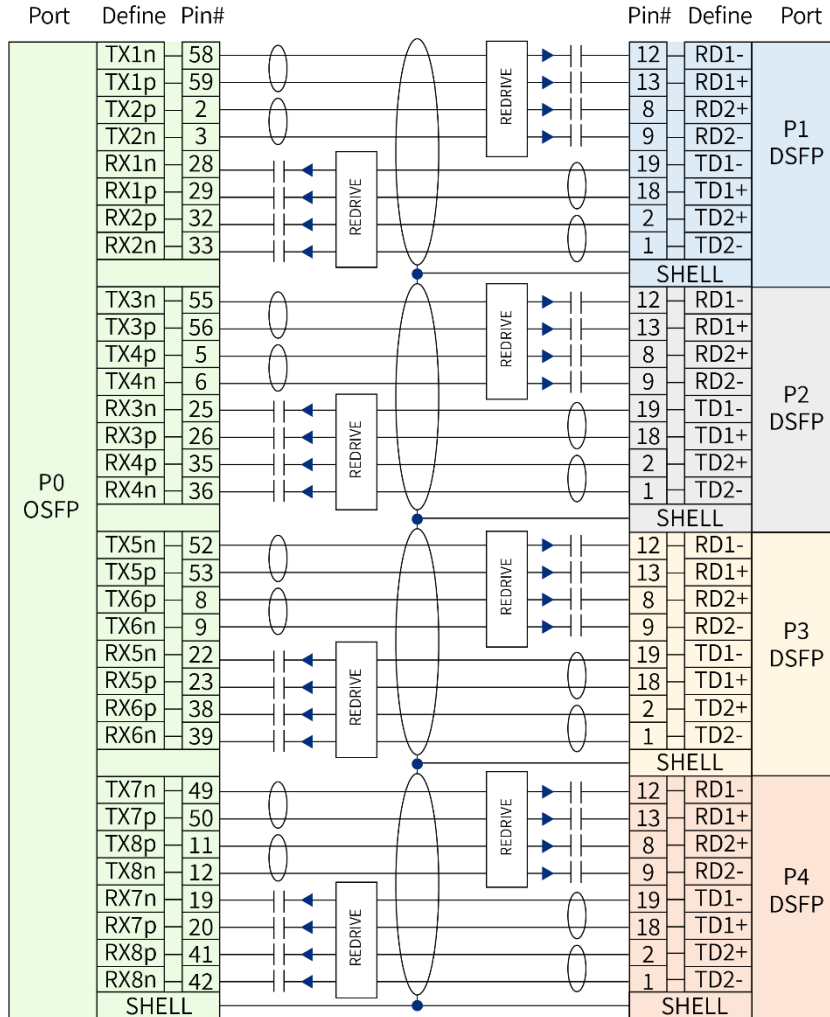 Port Define Pin# Pin# Define Port
TX1n 58 12 RD1-
TX1p 59 13 RD1+
TX2p 2 8 RD2+
TX2n 3 9 RD2-
REDRIVE
P1
DSFP
RX1n 28 19 TD1-
RX1p 29 18 TD1+
RX2p 32 2 TD2+
RX2n 33 1 TD2-
REDRIVE
SHELL
TX3n 55 12 RD1-
TX3p 56 13 RD1+
TX4p 5 8 RD2+
TX4n 6 9 RD2-
REDRIVE
P2
DSFP
RX3n 25 19 TD1-
RX3p 26 18 TD1+
RX4p 35 2 TD2+
RX4n 36 1 TD2-
REDRIVE
P0
OSFP
SHELL
TX5n 52 12 RD1-
TX5p 53 13 RD1+
TX6p 8 8 RD2+
TX6n 9 9 RD2-
REDRIVE
P3
DSFP
RX5n 22 19 TD1-
RX5p 23 18 TD1+
RX6p 38 2 TD2+
RX6n 39 1 TD2-
REDRIVE
SHELL
TX7n 49 12 RD1-
TX7p 50 13 RD1+
TX8p 11 8 RD2+
TX8n 12 9 RD2-
REDRIVE
P4
DSFP
RX7n 19 19 TD1-
RX7p 20 18 TD1+
RX8p 41 2 TD2+
RX8n 42 1 TD2-
REDRIVE
SHELL SHELL